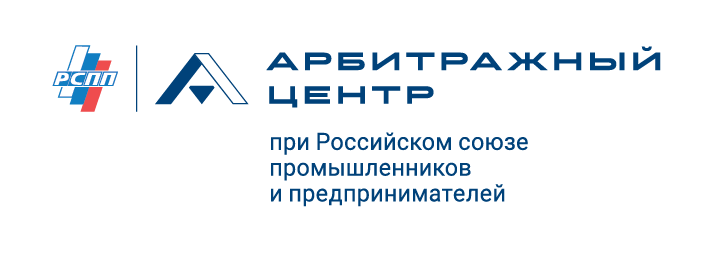 РСПП
АРБИТРАЖНЫЙ
ЦЕНТР
при Российском союзе
промышленников
и предпринимателей